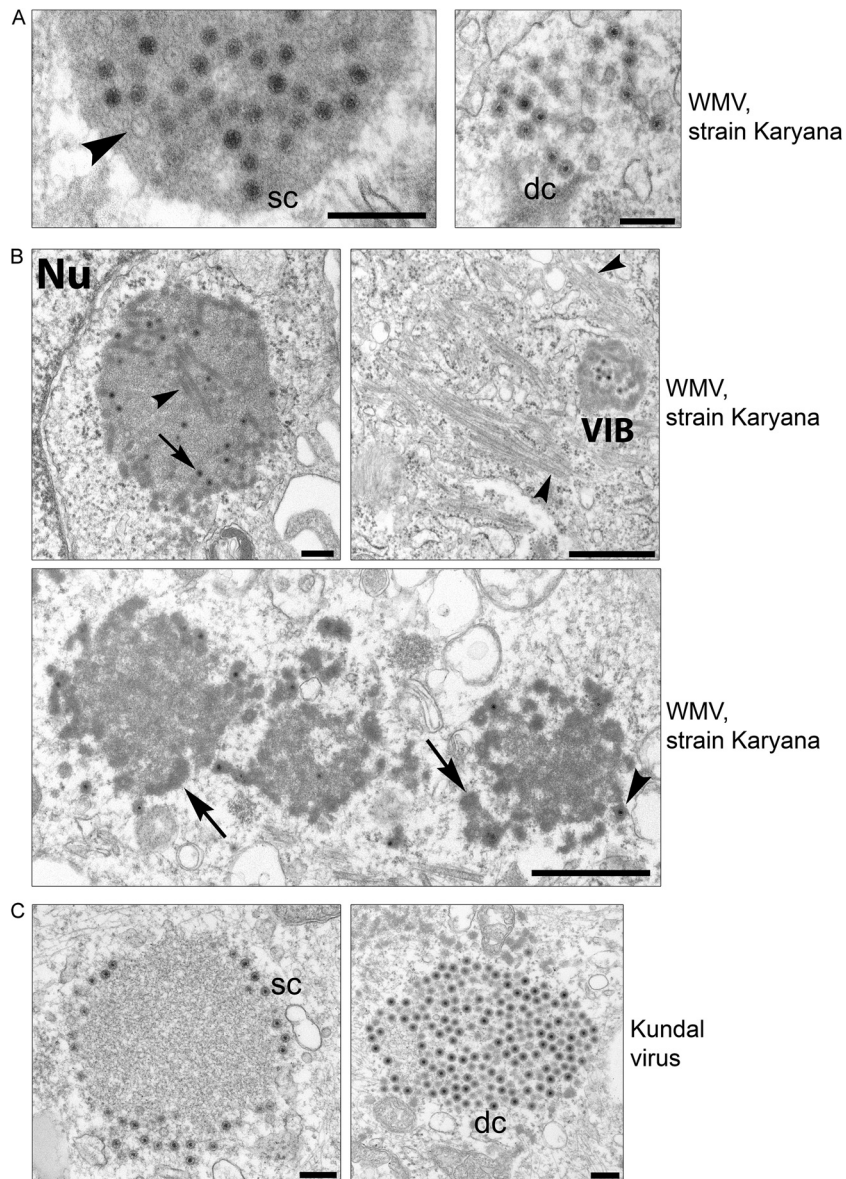 A
sc
dc
WMV,
strain Karyana
B
Nu
VIB
WMV,
strain Karyana
WMV,
strain Karyana
C
sc
dc
Kundal
virus